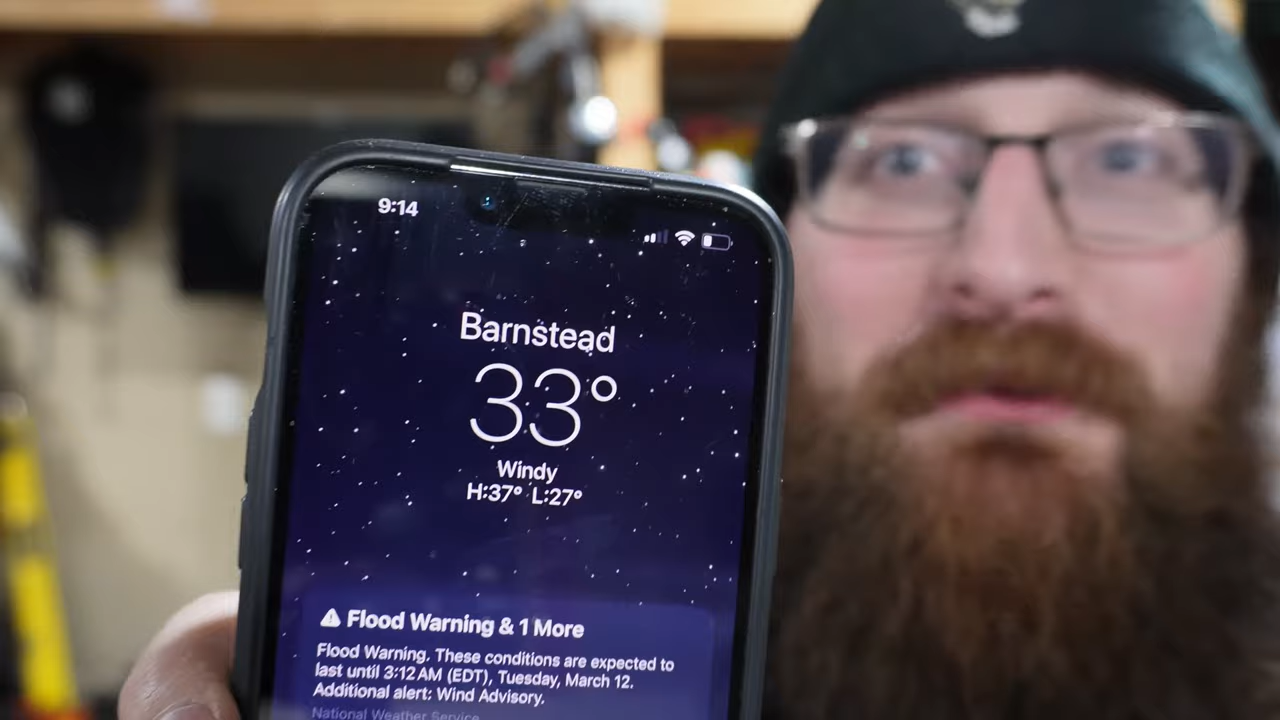 9:14
Barnstead
33°
Windy
H:37° L:27°
Flood Warning & 1 More
Flood Warning. These conditions are expected to
last until 3:12 AM (EDT), Tuesday, March 12.
Additional alert: Wind Advisory.
National Weather Service